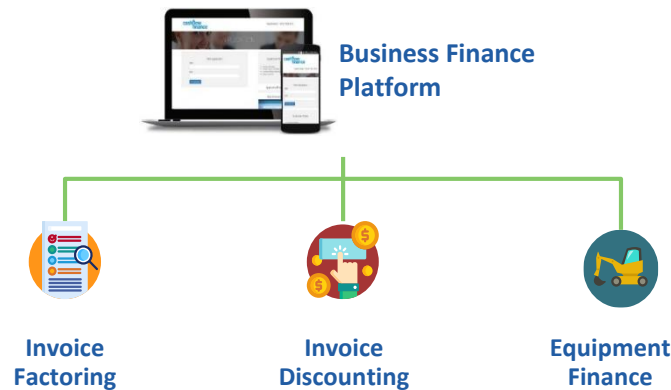 Business Finance
Platform
Invoice
Factoring
Invoice
Discounting
Equipment
Finance